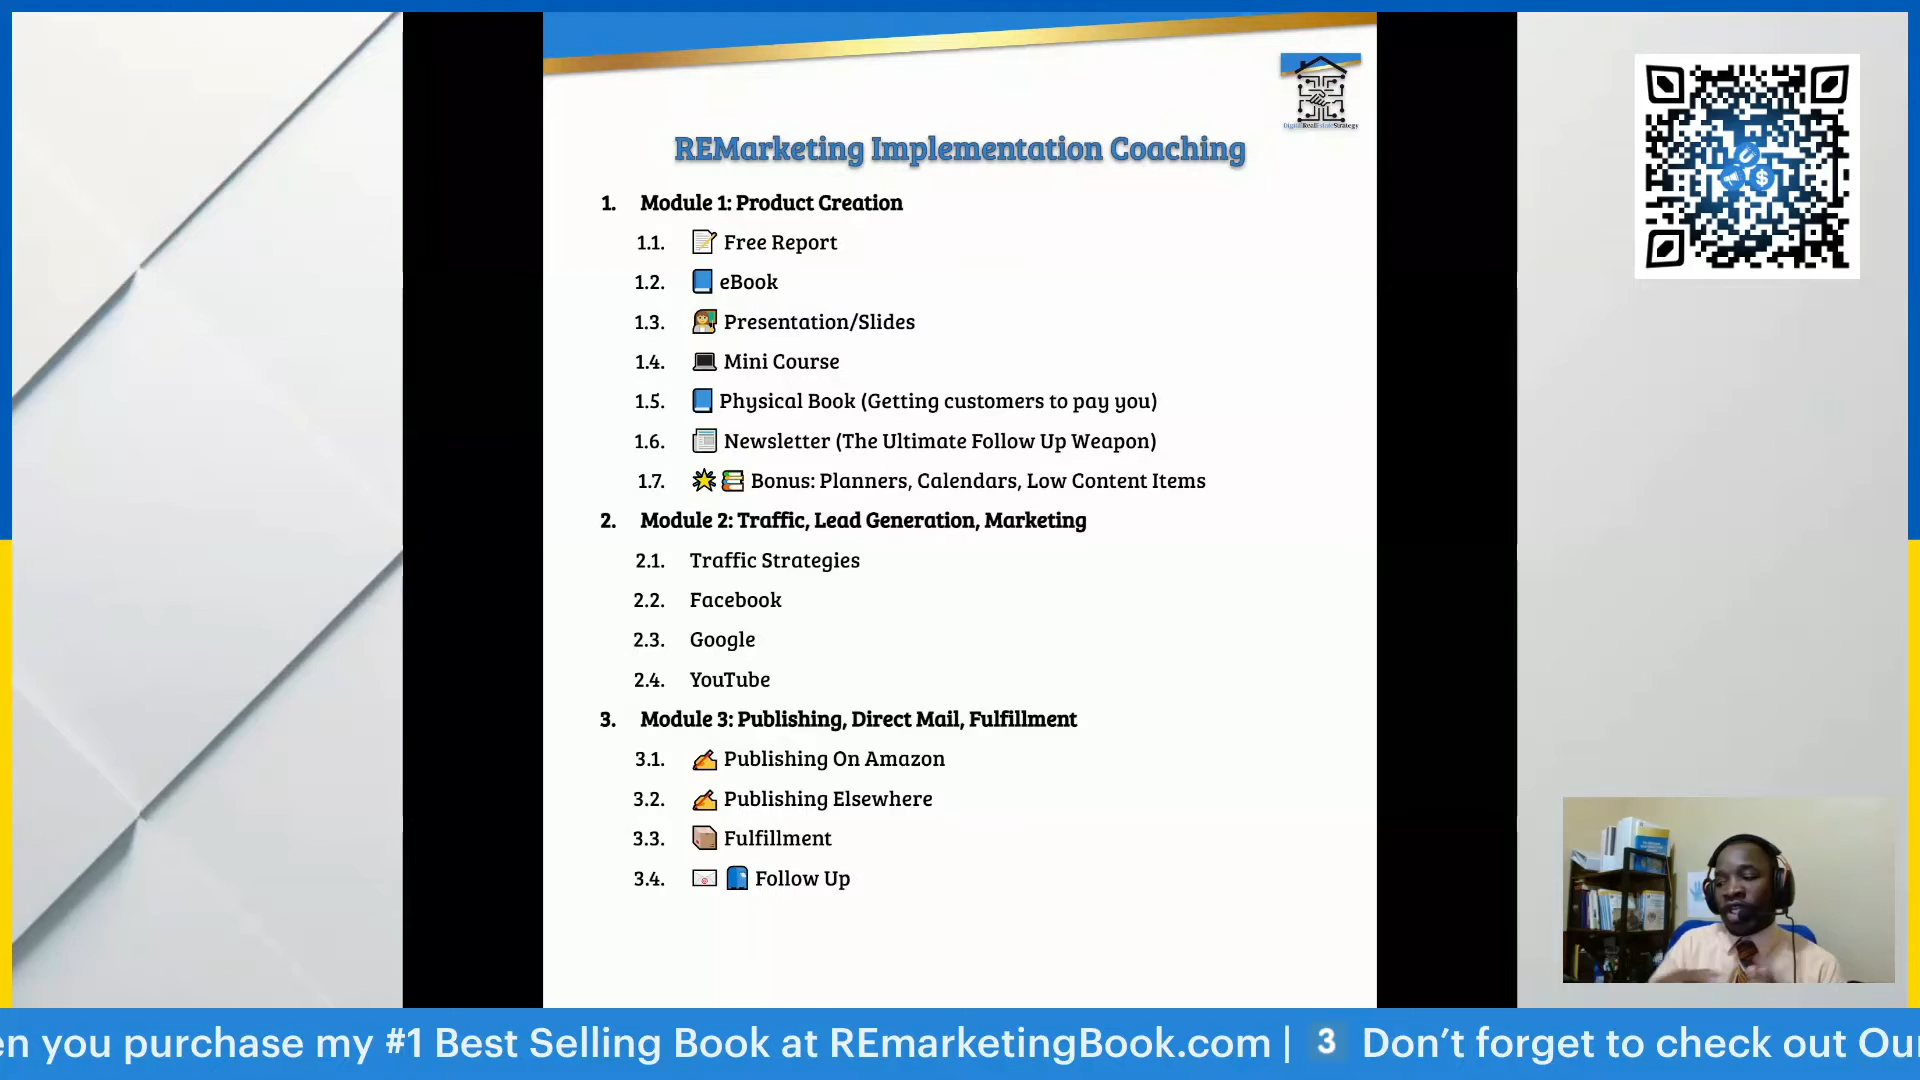 DigitalRealEstateStrategy
REMarketing Implementation Coaching
1. Module 1: Product Creation
1.1. 📝 Free Report
1.2. 📘 eBook
1.3. 👩‍🏫 Presentation/Slides
1.4. 💻 Mini Course
1.5. 📘 Physical Book (Getting customers to pay you)
1.6. 📰 Newsletter (The Ultimate Follow Up Weapon)
1.7. 🌟📚 Bonus: Planners, Calendars, Low Content Items
2. Module 2: Traffic, Lead Generation, Marketing
2.1. Traffic Strategies
2.2. Facebook
2.3. Google
2.4. YouTube
3. Module 3: Publishing, Direct Mail, Fulfillment
3.1. ✍ Publishing On Amazon
3.2. ✍ Publishing Elsewhere
3.3. 📦 Fulfillment
3.4. 📧 📘 Follow Up
en you purchase my #1 Best Selling Book at REmarketingBook.com | 3 Don’t forget to check out Our